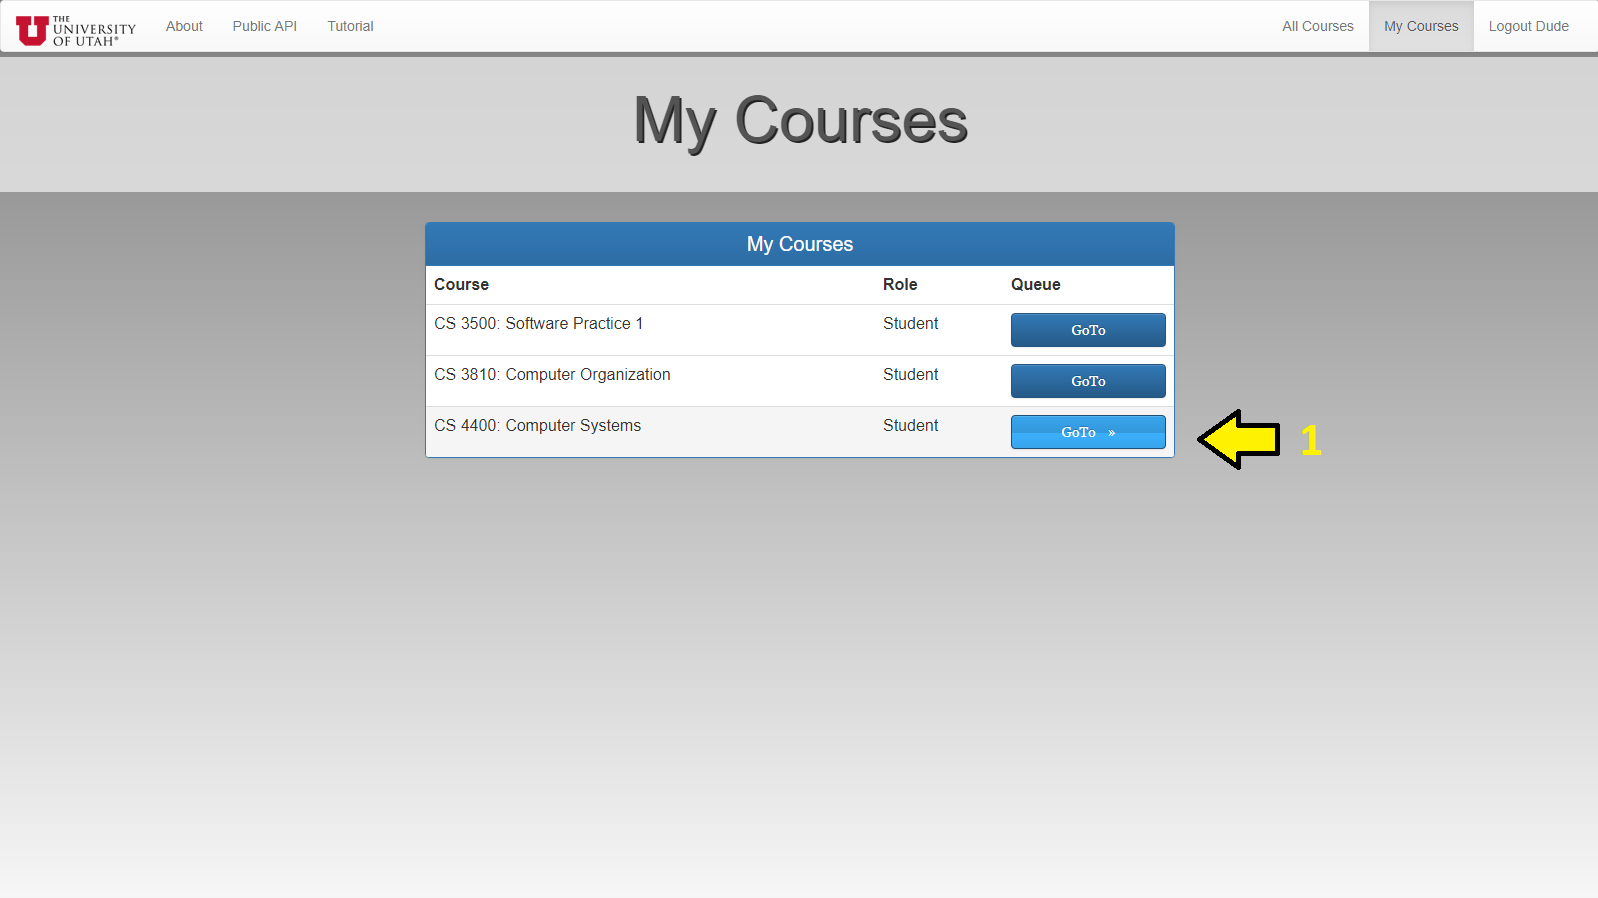 THE
UNIVERSITY
OF UTAH®
About Public API Tutorial All Courses My Courses Logout Dude
My Courses
My Courses
Course Role Queue
CS 3500: Software Practice 1 Student GoTo
CS 3810: Computer Organization Student GoTo
CS 4400: Computer Systems Student GoTo » 1